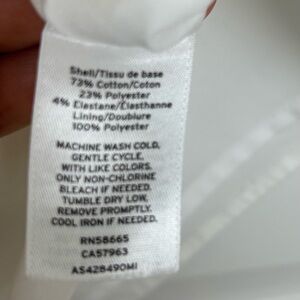 Shell/Tissu de base
73% Cotton/Coton
23% Polyester
4% Elastane/Élasthanne
Lining/Doublure
100% Polyester
MACHINE WASH COLD,
GENTLE CYCLE,
WITH LIKE COLORS.
ONLY NON-CHLORINE
BLEACH IF NEEDED.
TUMBLE DRY LOW,
REMOVE PROMPTLY.
COOL IRON IF NEEDED.
RN58665
CA57963
AS428490MI